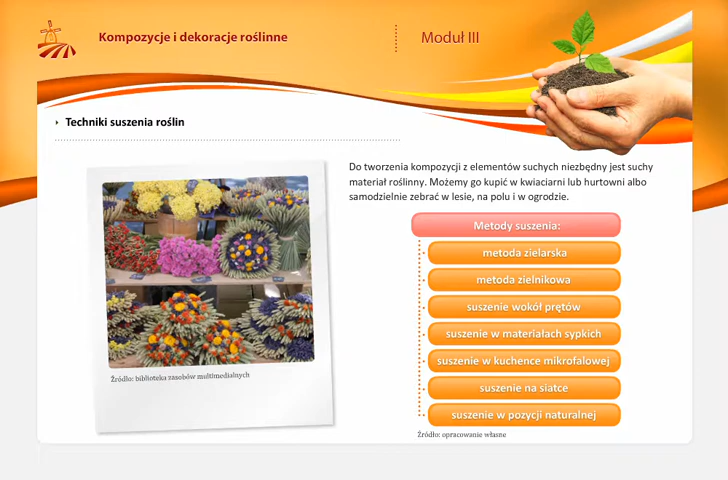 Kompozycje i dekoracje roślinne
Moduł III
Techniki suszenia roślin
Do tworzenia kompozycji z elementów suchych niezbędny jest suchy
materiał roślinny. Możemy go kupić w kwiaciarni lub hurtowni albo
samodzielnie zebrać w lesie, na polu i w ogrodzie.
Metody suszenia:
metoda zielarska
metoda zielnikowa
suszenie wokół prętów
suszenie w materiałach sypkich
suszenie w kuchence mikrofalowej
suszenie na siatce
suszenie w pozycji naturalnej
Źródło: biblioteka zasobów multimedialnych
Źródło: opracowanie własne